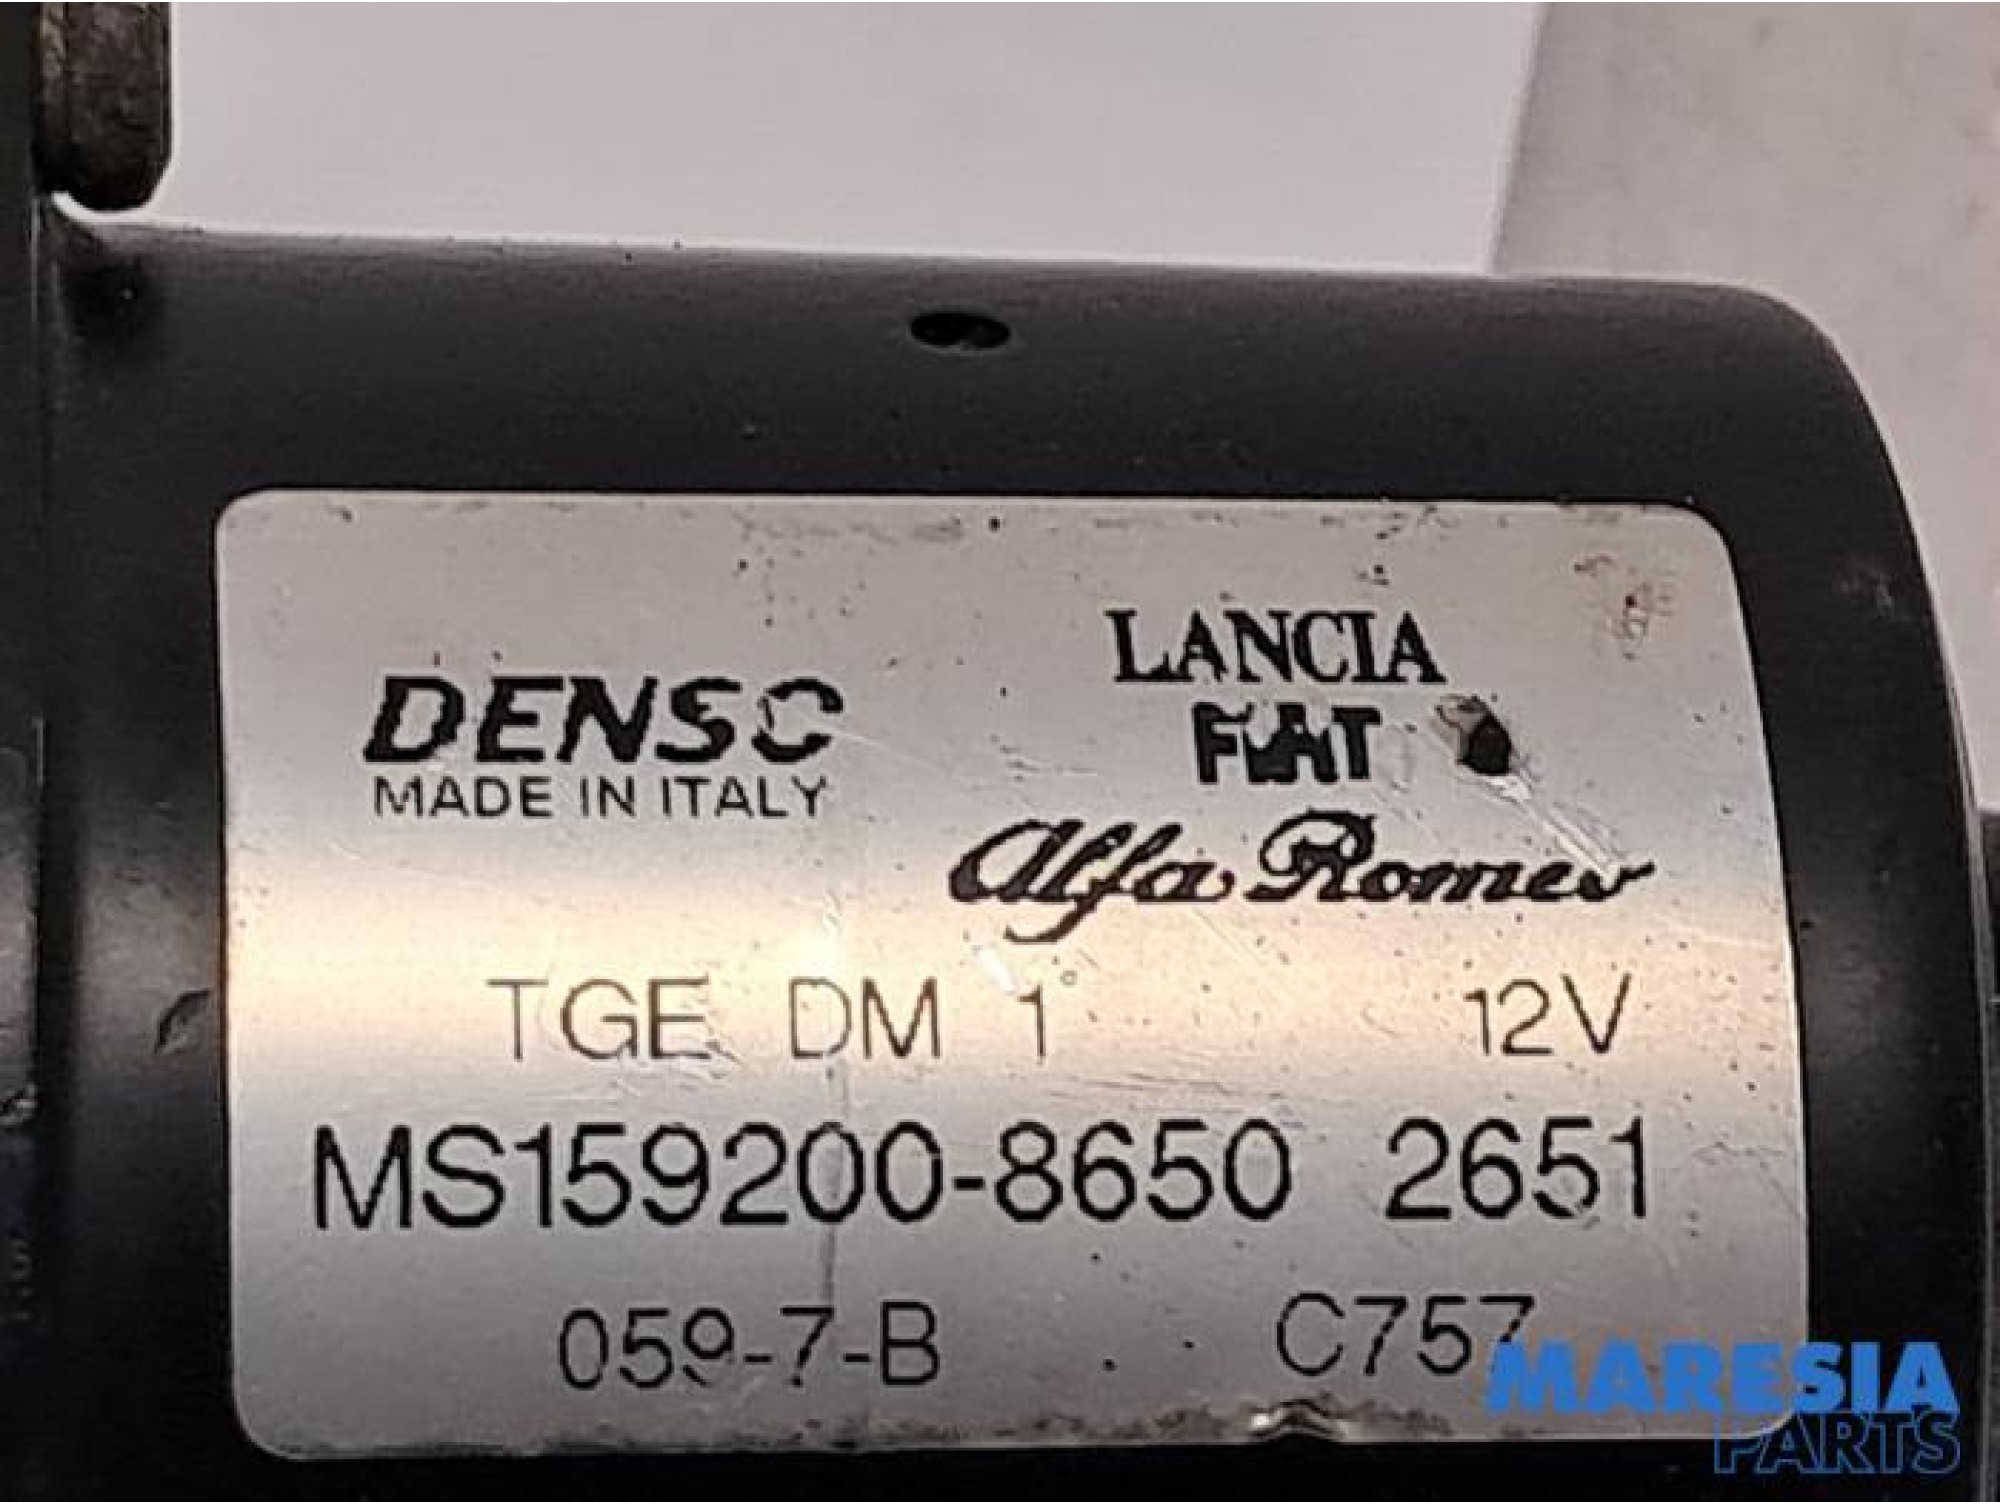 DENSO
MADE IN ITALY
LANCIA
FIAT
Alfa Romeo
TGE DM 1 12V
MS159200-8650 2651
059-7-B C757
MARESIA
PARTS